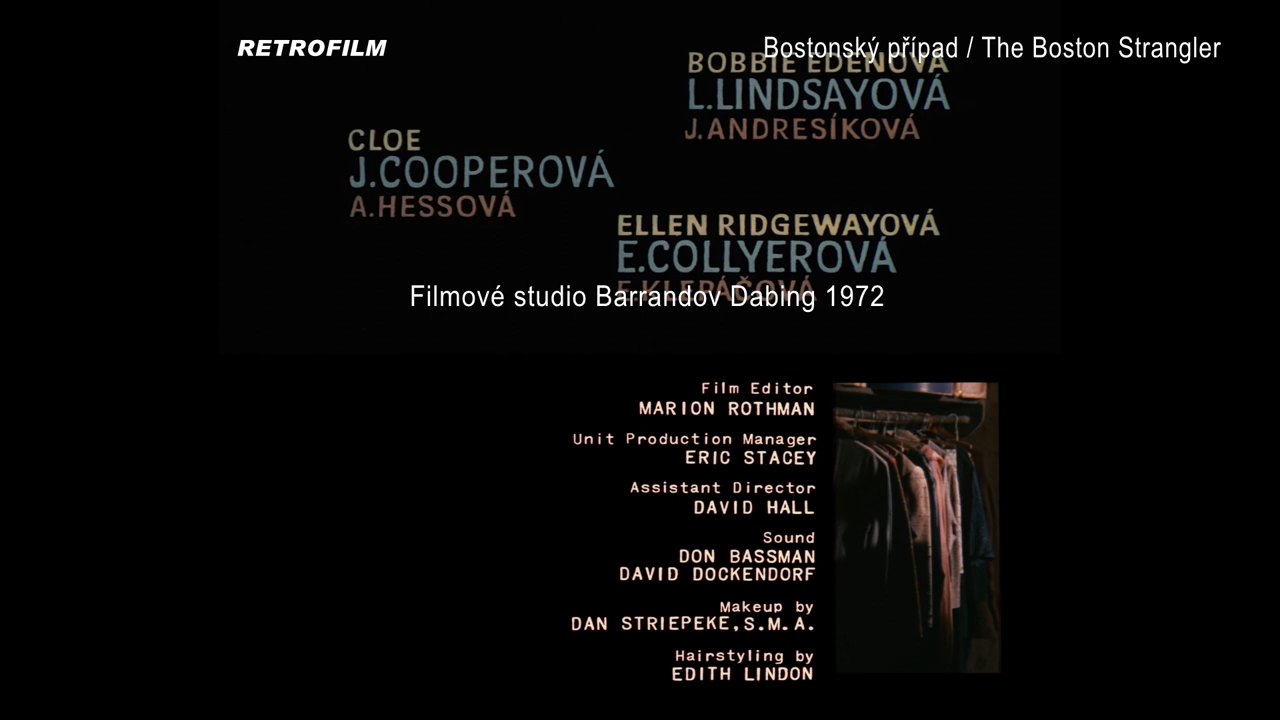 RETROFILM
Bostonský případ / The Boston Strangler
BOBBIE EDENOVÁ
L.LINDSAYOVÁ
J.ANDRESÍKOVÁ
CLOE
J.COOPEROVÁ
A.HESSOVÁ
ELLEN RIDGEWAYOVÁ
E.COLLYEROVÁ
Filmové studio Barrandov Dabing 1972
Film Editor
MARION ROTHMAN
Unit Production Manager
ERIC STACEY
Assistant Director
DAVID HALL
Sound
DON BASSMAN
DAVID DOCKENDORF
Makeup by
DAN STRIEPEKE,S.M.A.
Hairstyling by
EDITH LINDON